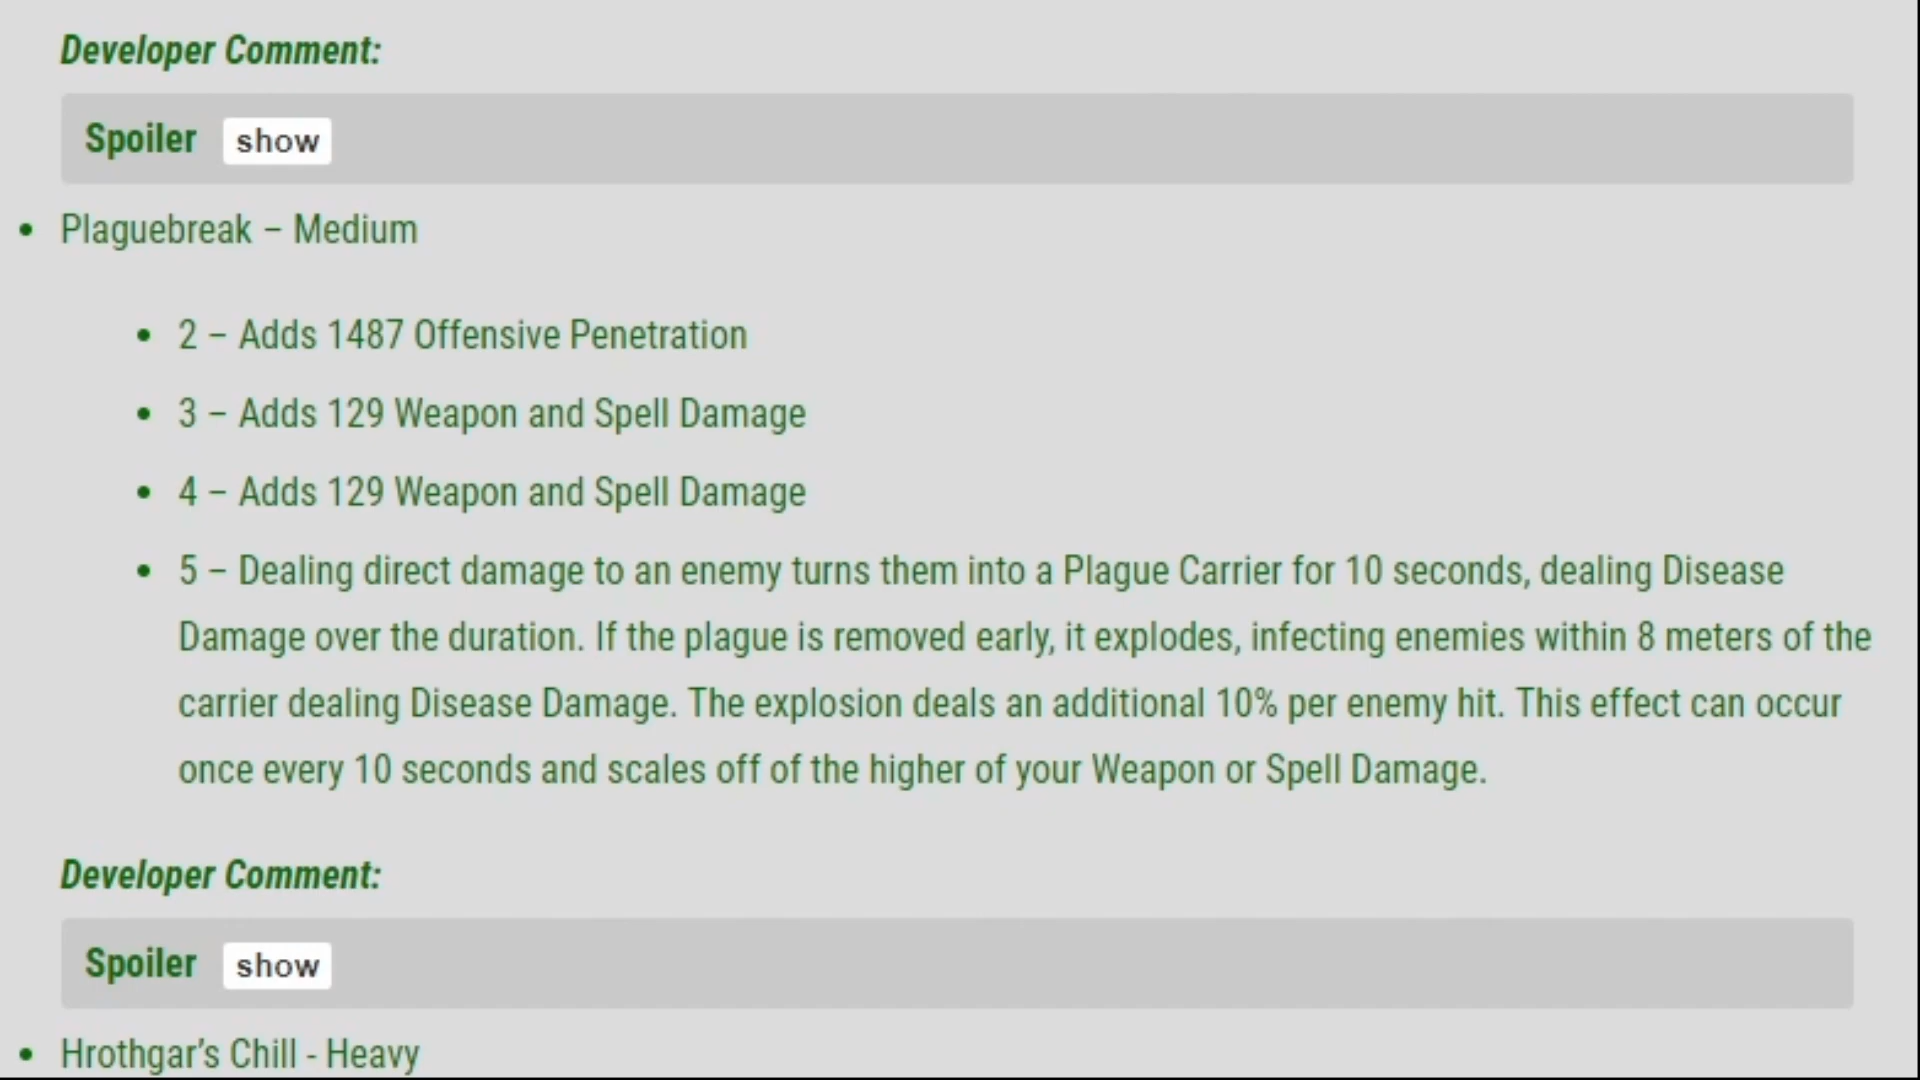 Developer Comment:
Spoiler show
• Plaguebreak – Medium
• 2 – Adds 1487 Offensive Penetration
• 3 – Adds 129 Weapon and Spell Damage
• 4 – Adds 129 Weapon and Spell Damage
• 5 – Dealing direct damage to an enemy turns them into a Plague Carrier for 10 seconds, dealing Disease
Damage over the duration. If the plague is removed early, it explodes, infecting enemies within 8 meters of the
carrier dealing Disease Damage. The explosion deals an additional 10% per enemy hit. This effect can occur
once every 10 seconds and scales off of the higher of your Weapon or Spell Damage.
Developer Comment:
Spoiler show
• Hrothgar’s Chill - Heavy